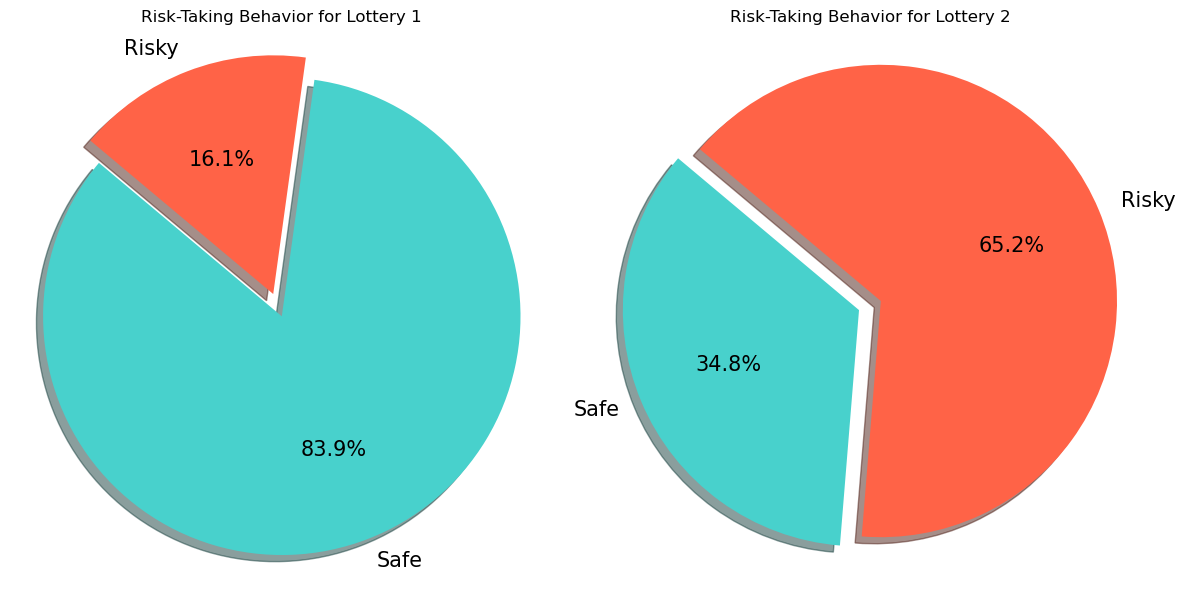 Risk-Taking Behavior for Lottery 1
Risky
16.1%
83.9%
Safe
Risk-Taking Behavior for Lottery 2
Risky
65.2%
34.8%
Safe